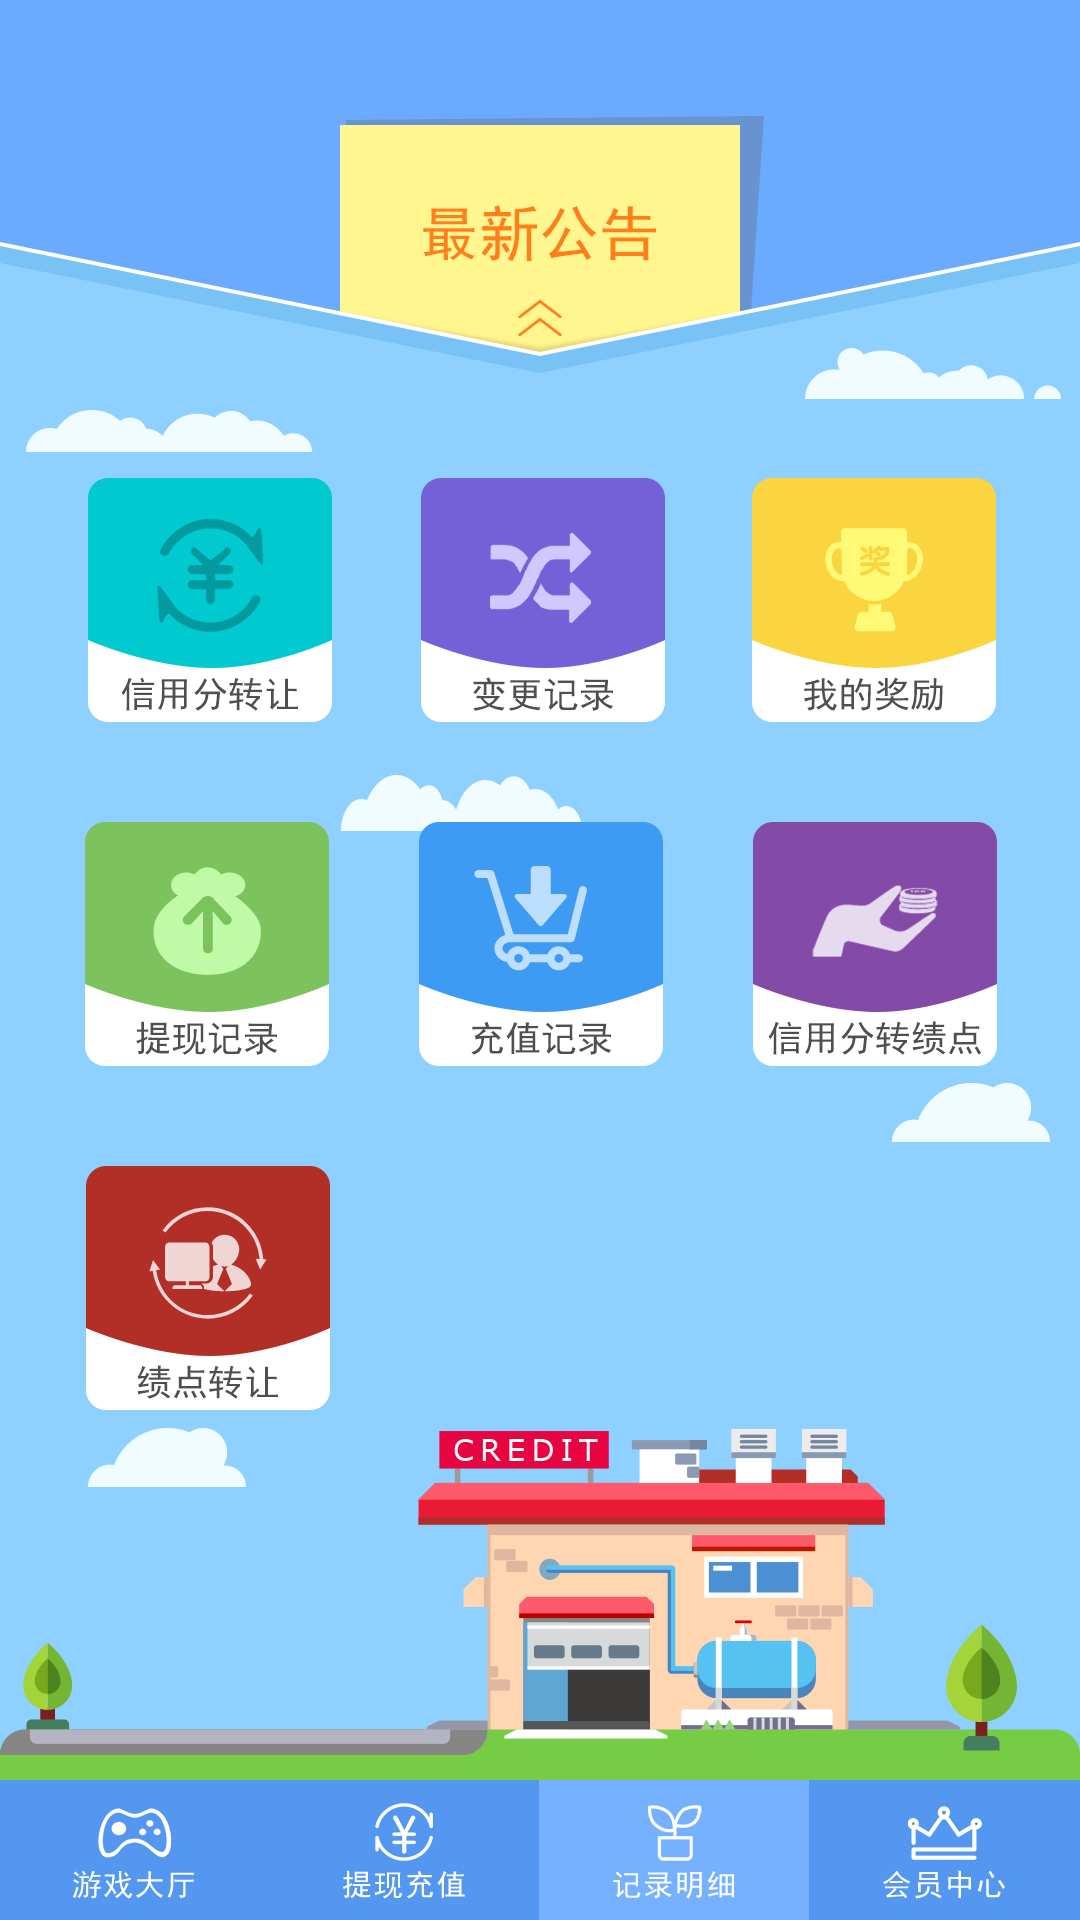 最新公告
信用分转让
变更记录
我的奖励
奖
提现记录
充值记录
信用分转绩点
绩点转让
CREDIT
游戏大厅
提现充值
记录明细
会员中心